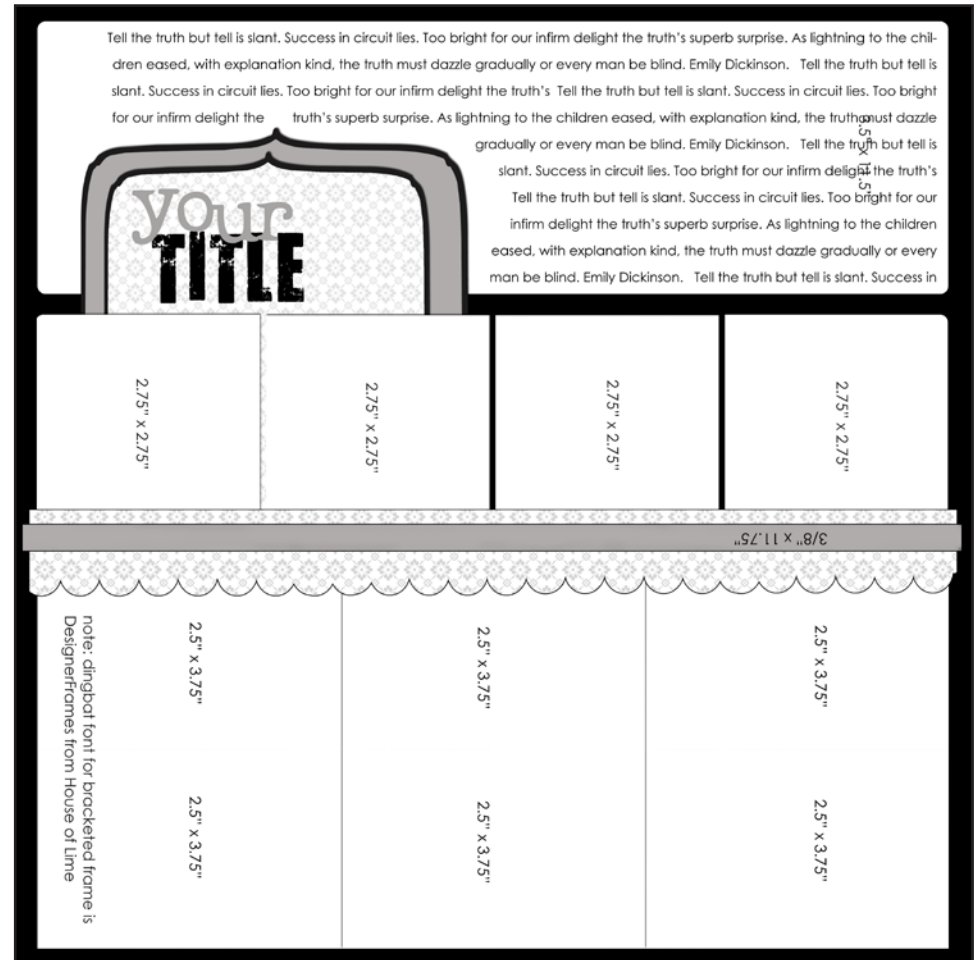 Tell the truth but tell is slant. Success in circuit lies. Too bright for our infirm delight the truth's superb surprise. As lightning to the chil-
dren eased, with explanation kind, the truth must dazzle gradually or every man be blind. Emily Dickinson. Tell the truth but tell is
slant. Success in circuit lies. Too bright for our infirm delight the truth's Tell the truth but tell is slant. Success in circuit lies. Too bright
for our infirm delight the truth's superb surprise. As lightning to the children eased, with explanation kind, the truth must dazzle
gradually or every man be blind. Emily Dickinson. Tell the truth but tell is
slant. Success in circuit lies. Too bright for our infirm delight the truth's
Tell the truth but tell is slant. Success in circuit lies. Too bright for our
infirm delight the truth's superb surprise. As lightning to the children
eased, with explanation kind, the truth must dazzle gradually or every
man be blind. Emily Dickinson. Tell the truth but tell is slant. Success in
x 11.5"
your
TITLE
2.75" x 2.75"
2.75" x 2.75"
2.75" x 2.75"
2.75" x 2.75"
3/8" x 11.75"
2.5" x 3.75"
2.5" x 3.75"
2.5" x 3.75"
note: dingbat font for bracketed frame is
DesignerFrames from House of Lime
2.5" x 3.75"
2.5" x 3.75"
2.5" x 3.75"